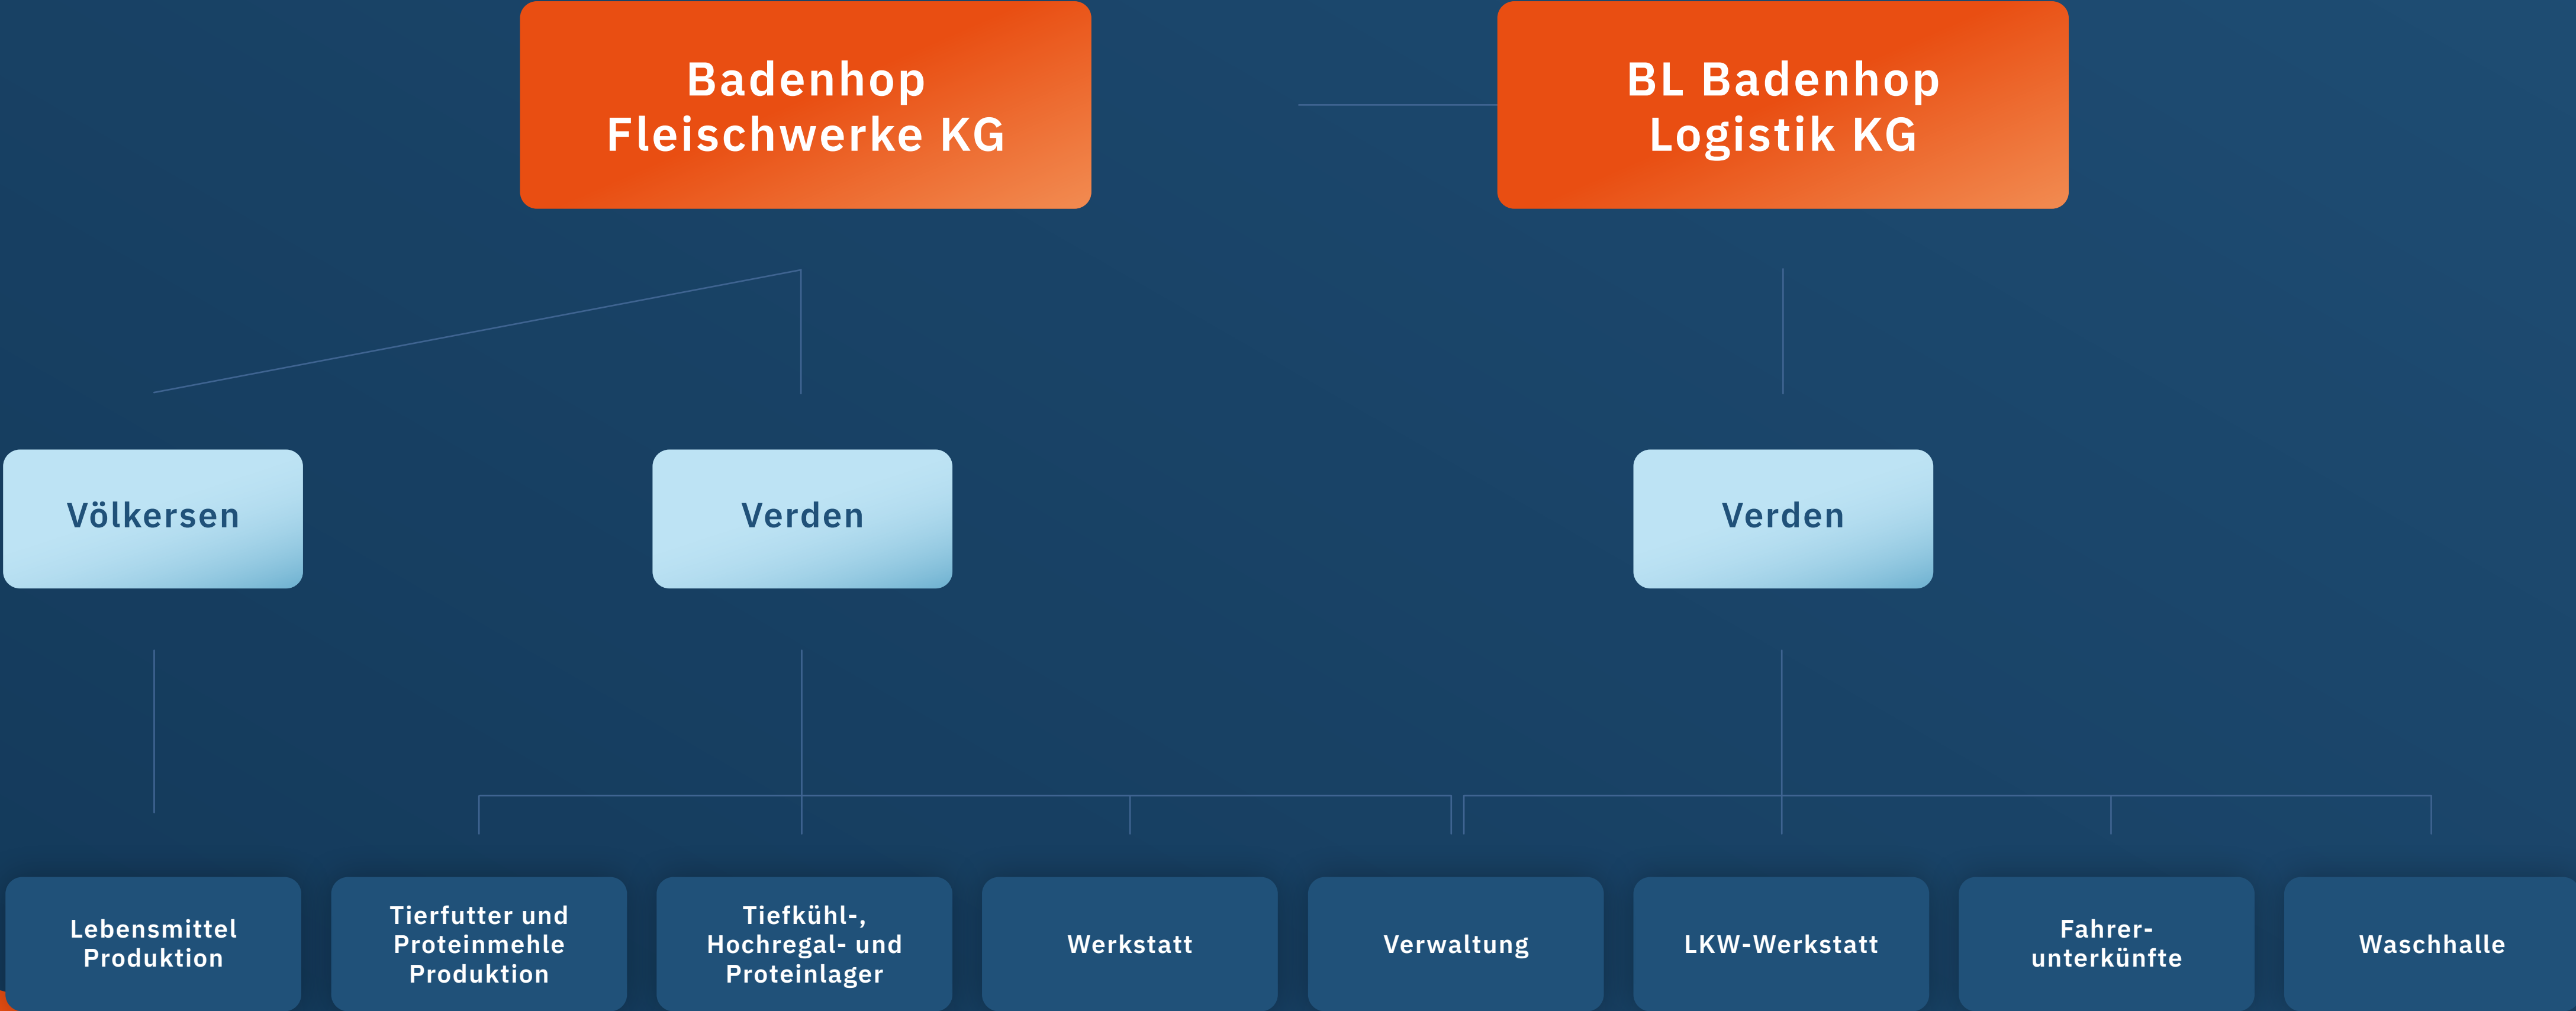 Badenhop
Fleischwerke KG
BL Badenhop
Logistik KG
Völkersen
Verden
Verden
Lebensmittel
Produktion
Tierfutter und
Proteinmehle
Produktion
Tiefkühl-,
Hochregal- und
Proteinlager
Werkstatt
Verwaltung
LKW-Werkstatt
Fahrer-
unterkünfte
Waschhalle